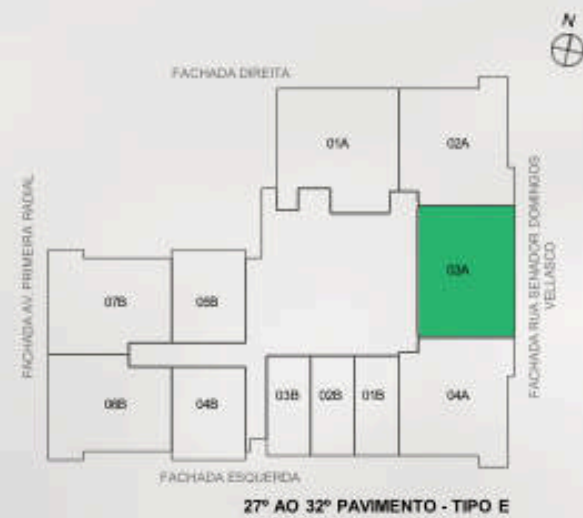 N
FACHADA DIREITA
01A
02A
FACHADA AV. PRIMEIRA RADIAL
FACHADA RUA SENADOR DOMINGOS
VELLASCO
03A
07B
05B
03B
02B
01B
04A
06B
04B
FACHADA ESQUERDA
27º AO 32º PAVIMENTO - TIPO E